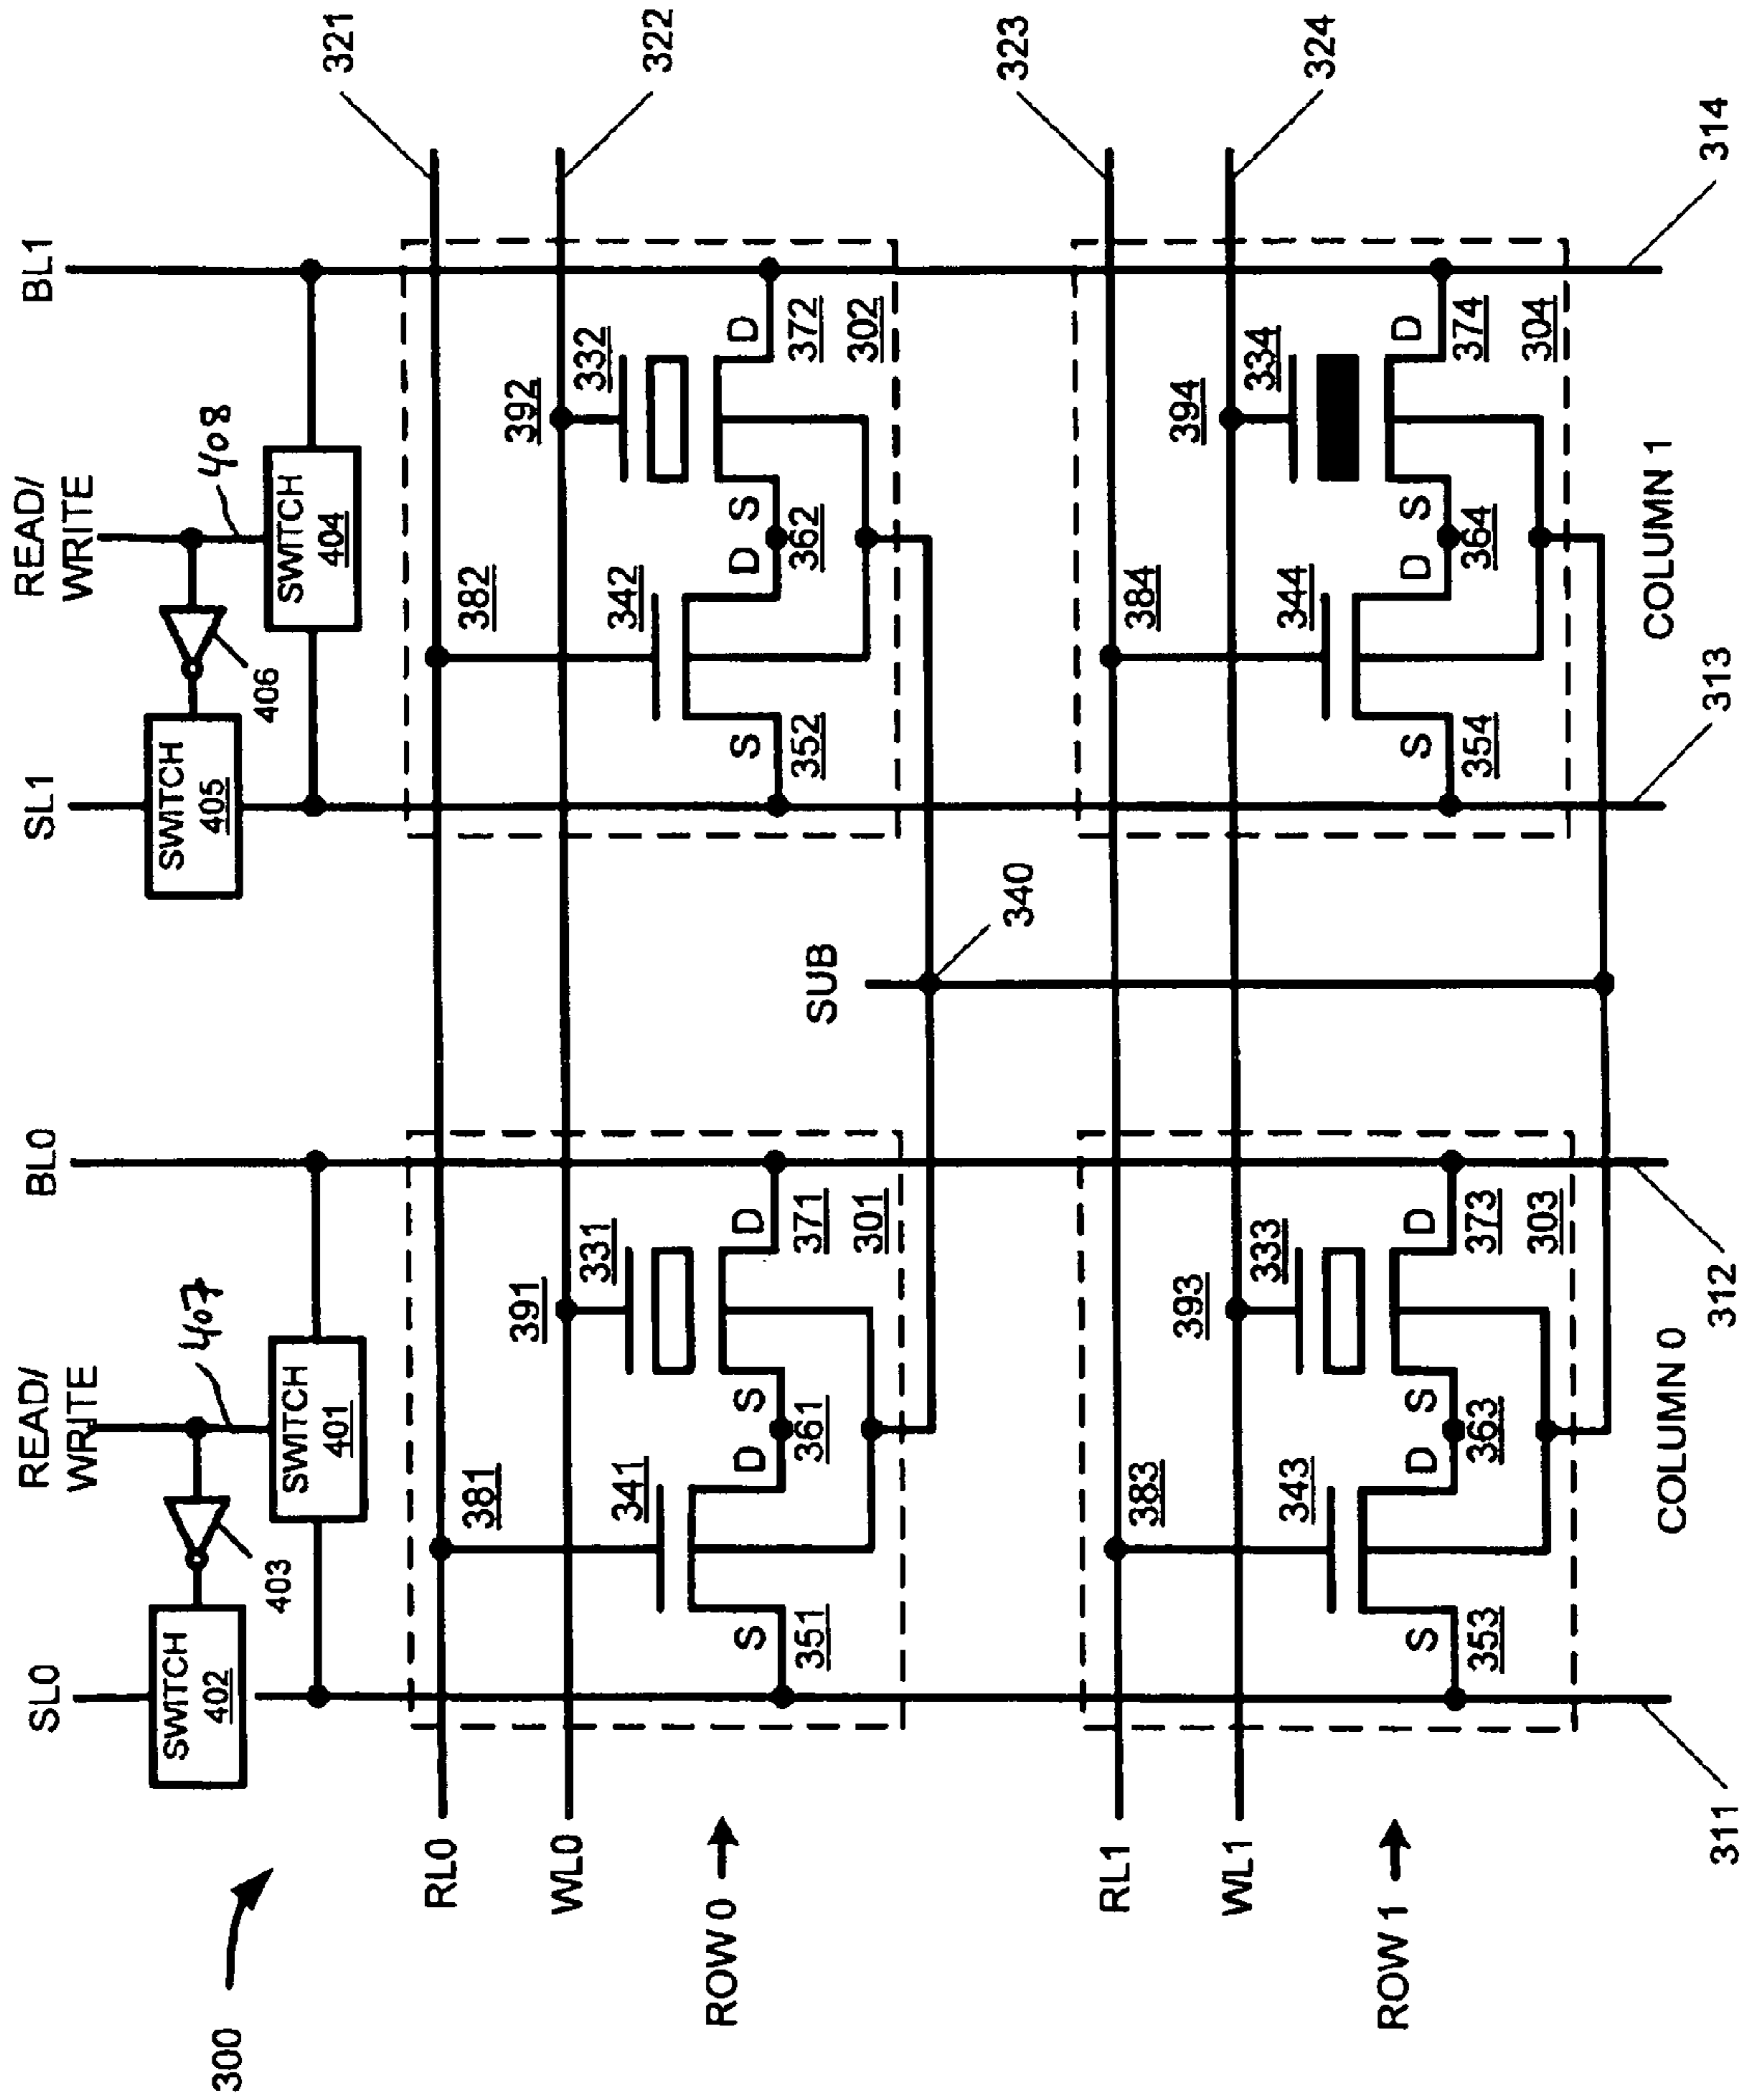 300
SL0
READ/
WRITE
407
BL0
SL1
READ/
WRITE
408
BL1
SWITCH
402
403
SWITCH
401
SWITCH
405
406
SWITCH
404
321
322
RL0
WL0
381
391
382
392
341
331
342
332
S
D
S
D
S
D
S
D
351
361
371
352
362
372
301
302
ROW 0
SUB
340
323
324
RL1
WL1
383
393
384
394
343
333
344
334
S
D
S
D
S
D
S
D
353
363
373
354
364
374
303
304
ROW 1
COLUMN 0
COLUMN 1
311
312
313
314